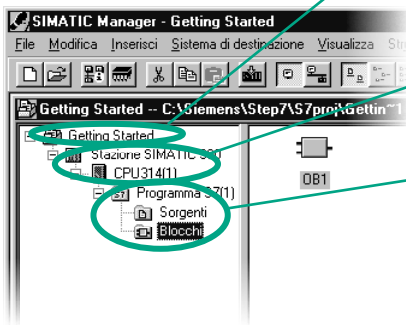 SIMATIC Manager - Getting Started
File Modifica Inserisci Sistema di destinazione Visualizza
Getting Started -- C:\Siemens\Step7\S7proj\Gettin~1
Getting Started
Stazione SIMATIC 300
CPU314(1)
Programma S7(1)
Sorgenti
Blocchi
OB1